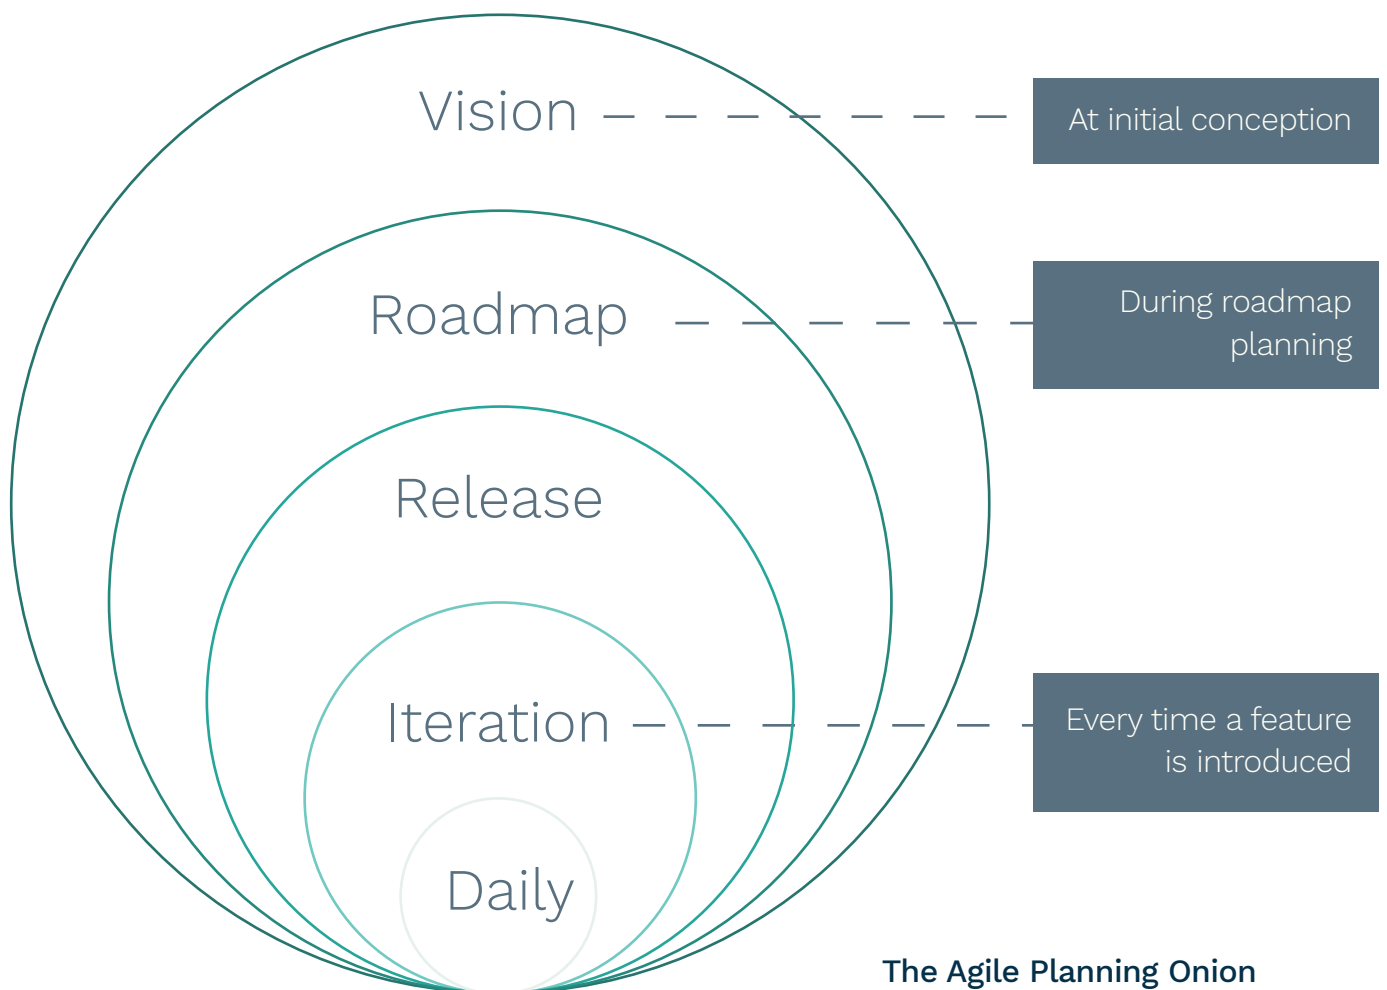 Vision
At initial conception
Roadmap
During roadmap
planning
Release
Iteration
Every time a feature
is introduced
Daily
The Agile Planning Onion